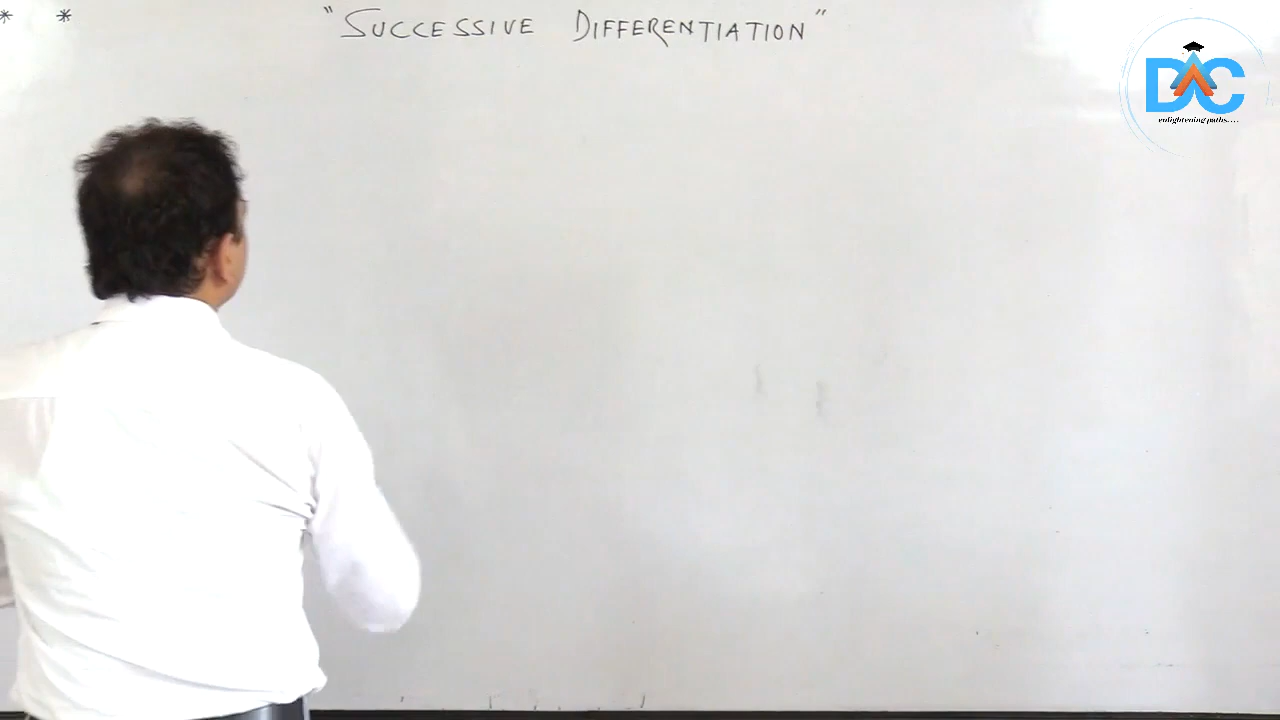 * * "SUCCESSIVE DIFFERENTIATION"
DAC
enlightening paths....